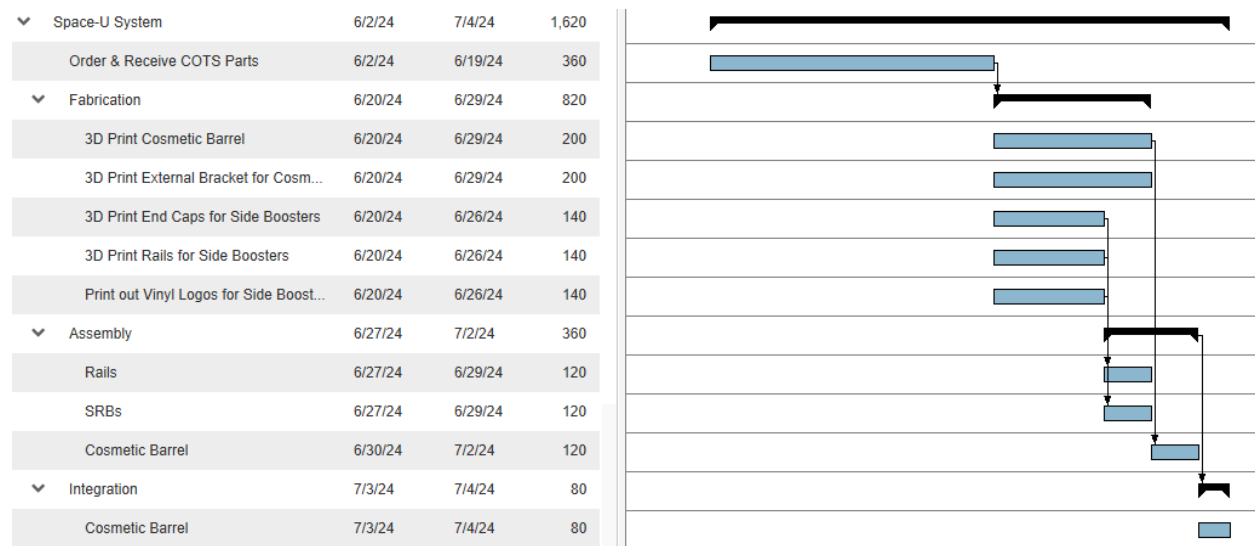 Space-U System 6/2/24 7/4/24 1,620
Order & Receive COTS Parts 6/2/24 6/19/24 360
Fabrication 6/20/24 6/29/24 820
3D Print Cosmetic Barrel 6/20/24 6/29/24 200
3D Print External Bracket for Cosm... 6/20/24 6/29/24 200
3D Print End Caps for Side Boosters 6/20/24 6/26/24 140
3D Print Rails for Side Boosters 6/20/24 6/26/24 140
Print out Vinyl Logos for Side Boost... 6/20/24 6/26/24 140
Assembly 6/27/24 7/2/24 360
Rails 6/27/24 6/29/24 120
SRBs 6/27/24 6/29/24 120
Cosmetic Barrel 6/30/24 7/2/24 120
Integration 7/3/24 7/4/24 80
Cosmetic Barrel 7/3/24 7/4/24 80